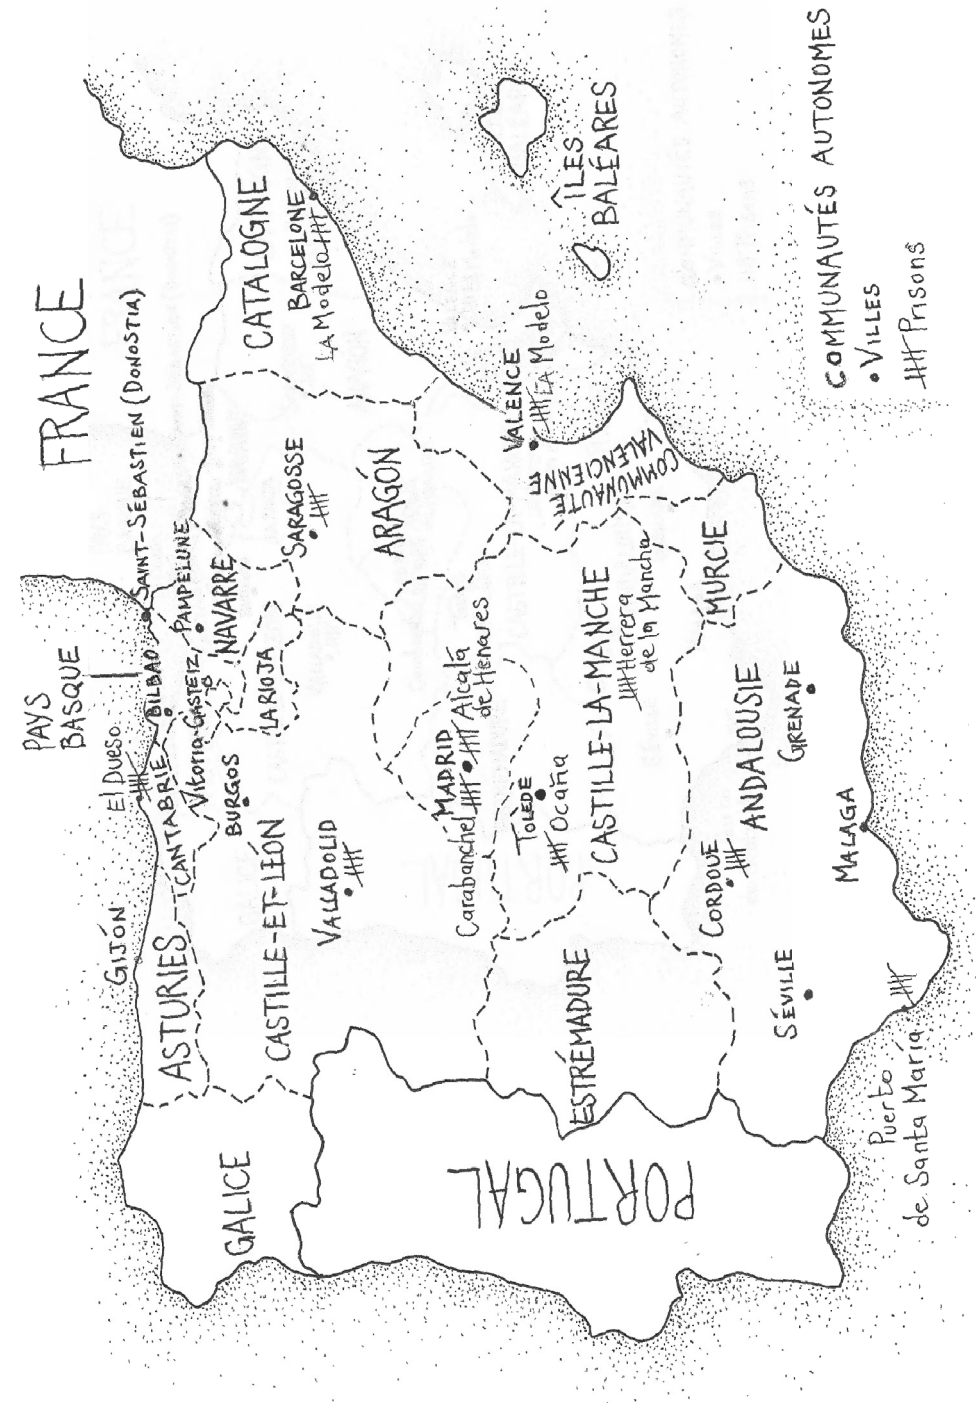 FRANCE
PAYS
BASQUE
SAINT-SÉBASTIEN (DONOSTIA)
GIJÓN
El Dueso
BILBAO
PAMPELUNE
ASTURIES
CANTABRIE
Vitoria-GASTEIZ
NAVARRE
CATALOGNE
GALICE
BURGOS
LA RIOJA
BARCELONE
LA Modelo
CASTILLE-ET-LEÓN
SARAGOSSE
VALLADOLID
ARAGÓN
MADRID
Alcalá
de Henares
Carabanchel
VALENCE
LA Modelo
ÎLES
BALÉARES
PORTUGAL
TOLEDE
Ocaña
COMMUNAUTÉ
VALENCIENNE
ESTRÉMADURE
CASTILLE-LA-MANCHE
Herrera
de la Mancha
MURCIE
CORDOUE
ANDALOUSIE
SÉVILLE
GRENADE
MALAGA
Puerto
de Santa María
COMMUNAUTÉS AUTONOMES
• VILLES
Prisons